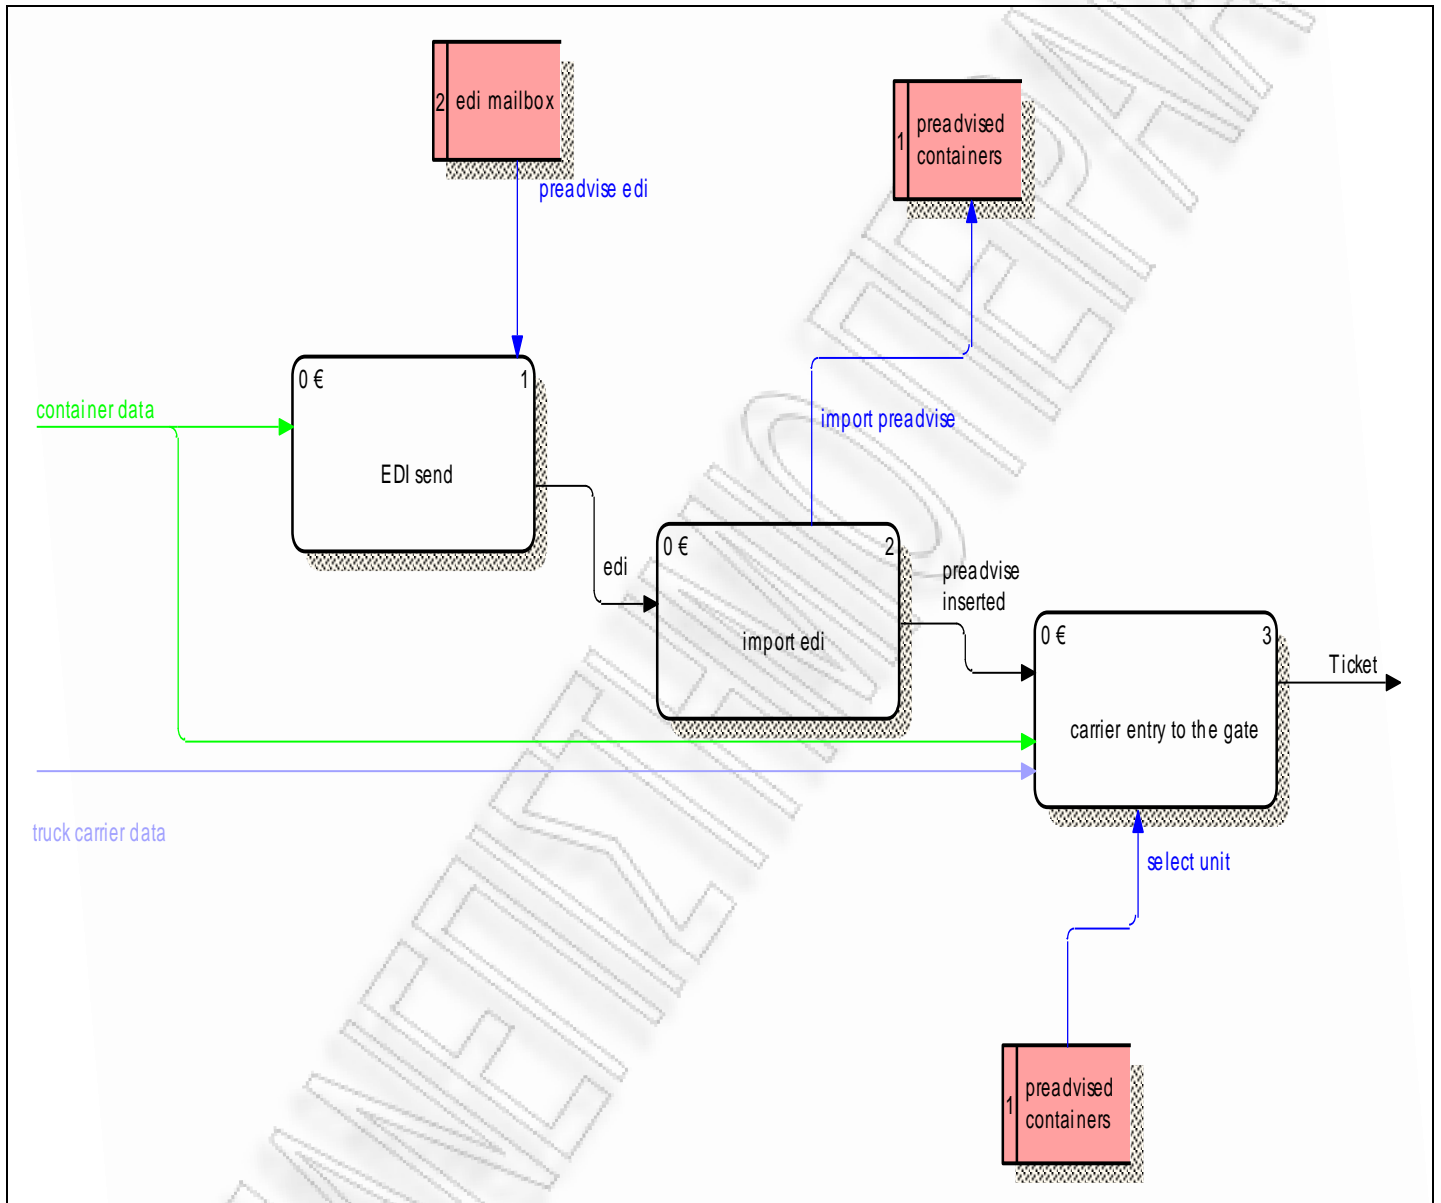 2
edi mailbox
preadvise edi
1
preadvised
containers
0 €
1
container data
EDI send
import preadvise
edi
0 €
2
import edi
preadvise
inserted
0 €
3
Ticket
carrier entry to the gate
truck carrier data
select unit
1
preadvised
containers